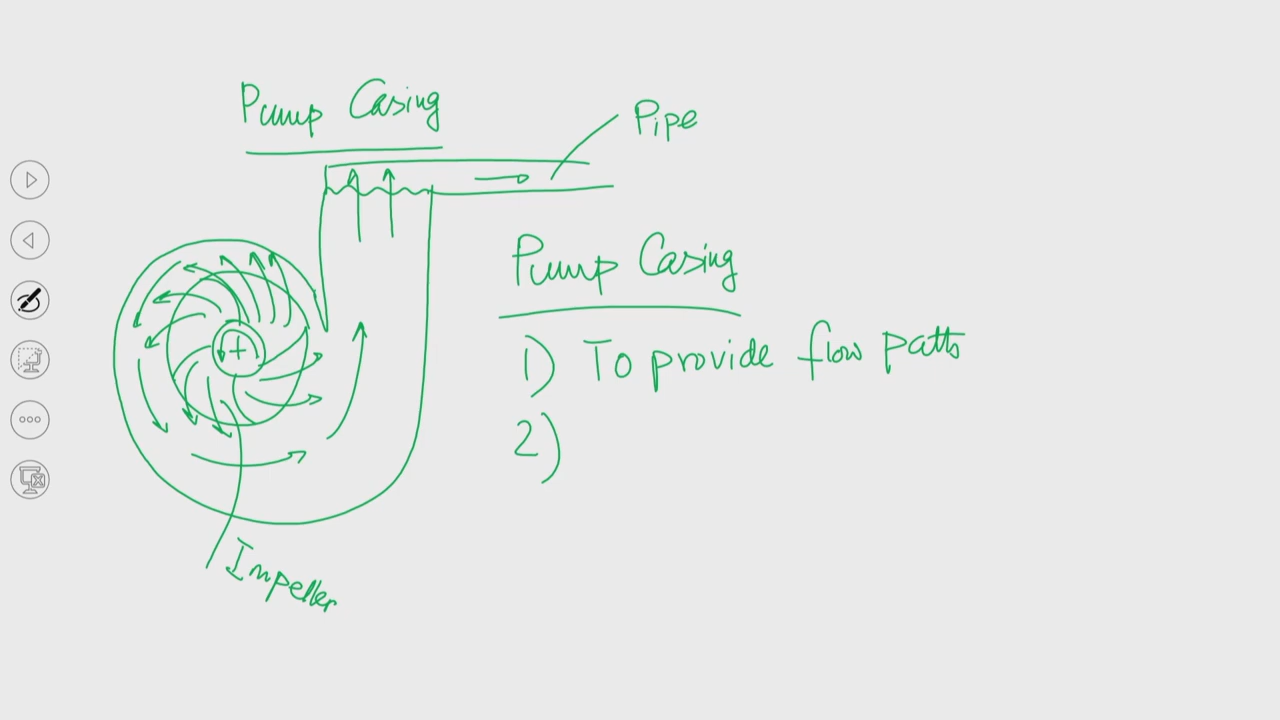 Pump Casing
Pipe
Pump Casing
1) To provide flow path
2)
Impeller